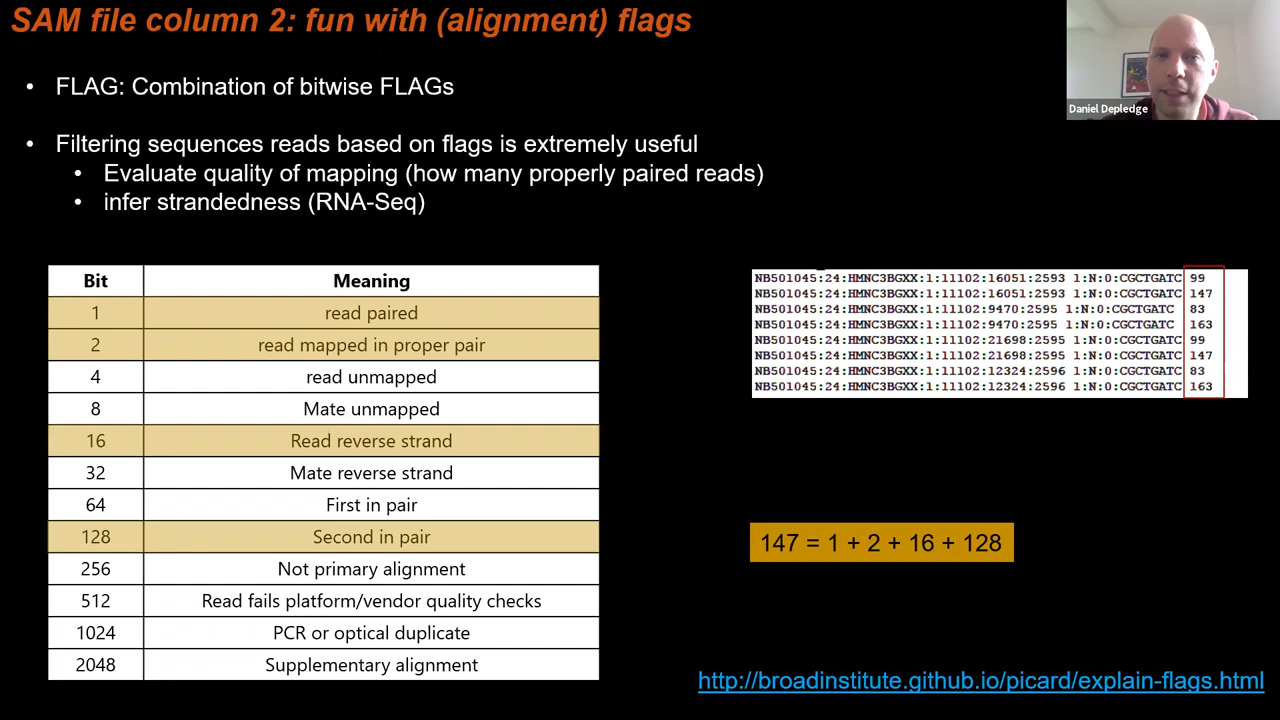 SAM file column 2: fun with (alignment) flags
Daniel Depledge
• FLAG: Combination of bitwise FLAGs
• Filtering sequences reads based on flags is extremely useful
• Evaluate quality of mapping (how many properly paired reads)
• infer strandedness (RNA-Seq)
Bit Meaning
1 read paired
2 read mapped in proper pair
4 read unmapped
8 Mate unmapped
16 Read reverse strand
32 Mate reverse strand
64 First in pair
128 Second in pair
256 Not primary alignment
512 Read fails platform/vendor quality checks
1024 PCR or optical duplicate
2048 Supplementary alignment
NB501045:24:HMNC3BGXX:1:11102:16051:2593 1:N:0:CGCTGATC 99
NB501045:24:HMNC3BGXX:1:11102:16051:2593 1:N:0:CGCTGATC 147
NB501045:24:HMNC3BGXX:1:11102:9470:2595 1:N:0:CGCTGATC 83
NB501045:24:HMNC3BGXX:1:11102:9470:2595 1:N:0:CGCTGATC 163
NB501045:24:HMNC3BGXX:1:11102:21698:2595 1:N:0:CGCTGATC 99
NB501045:24:HMNC3BGXX:1:11102:21698:2595 1:N:0:CGCTGATC 147
NB501045:24:HMNC3BGXX:1:11102:12324:2596 1:N:0:CGCTGATC 83
NB501045:24:HMNC3BGXX:1:11102:12324:2596 1:N:0:CGCTGATC 163
147 = 1 + 2 + 16 + 128
http://broadinstitute.github.io/picard/explain-flags.html